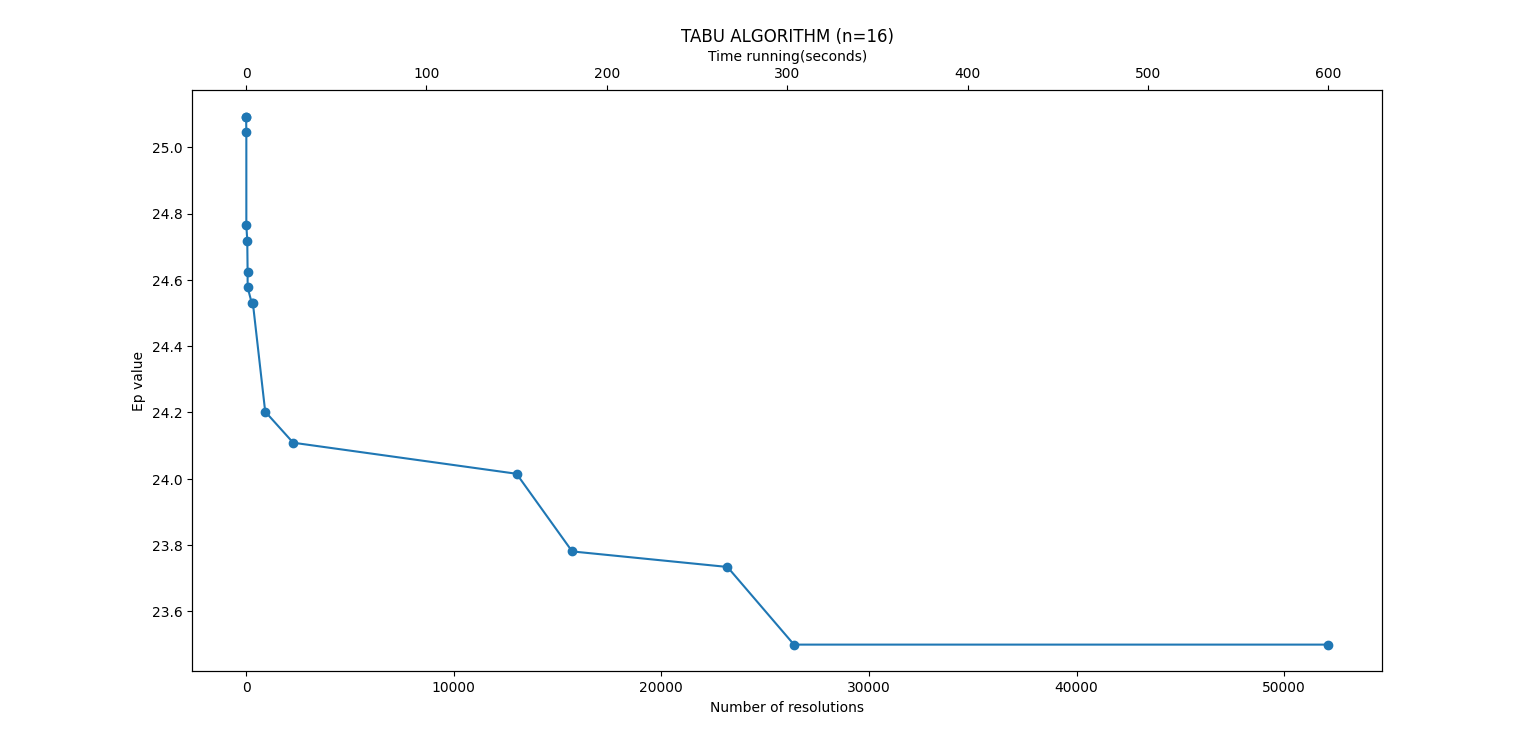 TABU ALGORITHM (n=16)
Time running(seconds)
0 100 200 300 400 500 600
25.0
24.8
24.6
24.4
24.2
24.0
23.8
23.6
Ep value
0 10000 20000 30000 40000 50000
Number of resolutions